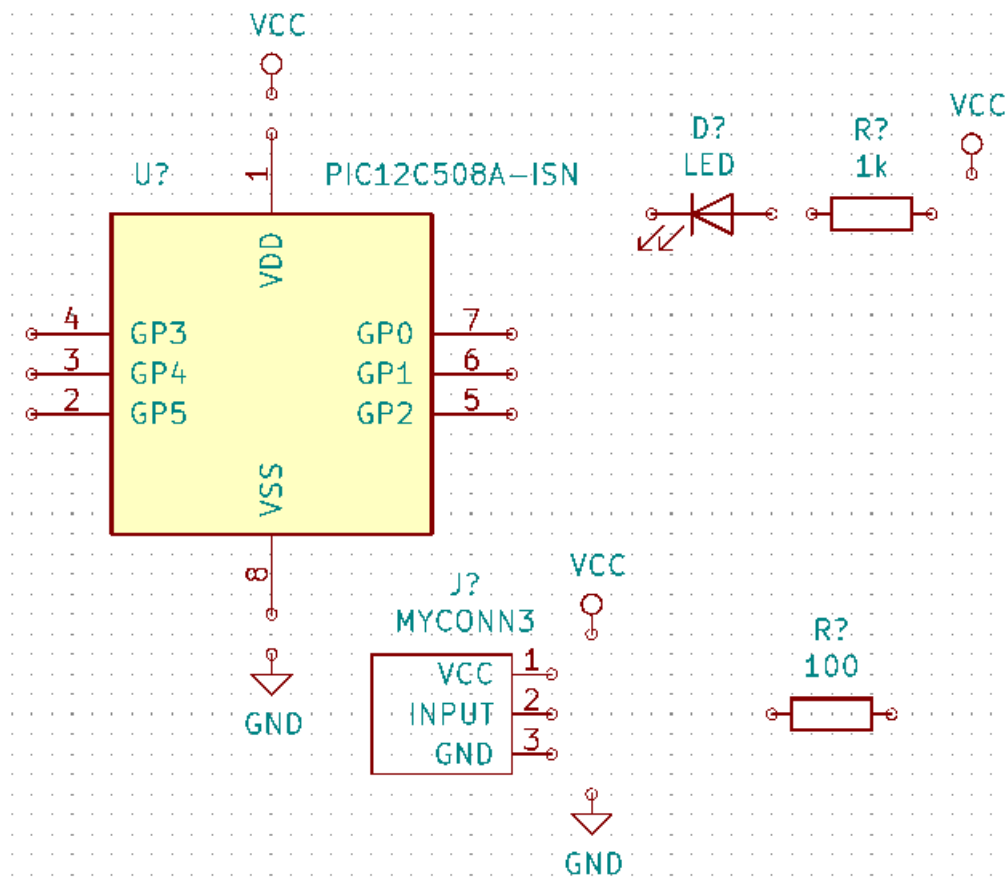 VCC
VCC
D?
R?
LED
1k
U?
1
PIC12C508A-ISN
VDD
4
GP3
GP0
7
3
GP4
GP1
6
2
GP5
GP2
5
VSS
8
VCC
J?
MYCONN3
R?
100
VCC
1
INPUT
2
GND
3
GND
GND